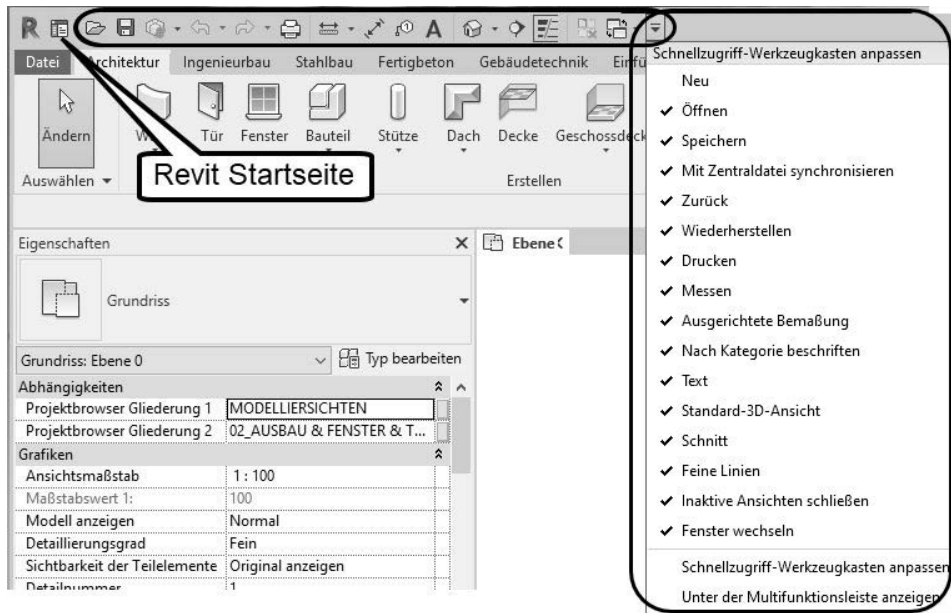 Datei Architektur Ingenieurbau Stahlbau Fertigbeton Gebäudetechnik
Ändern Tür Fenster Bauteil Stütze Dach Decke
Auswählen Erstellen
Revit Startseite
Eigenschaften
Ebene
Grundriss
Grundriss: Ebene 0 Typ bearbeiten
Abhängigkeiten
Projektbrowser Gliederung 1 MODELLIERSICHTEN
Projektbrowser Gliederung 2 02_AUSBAU & FENSTER & T...
Grafiken
Ansichtsmaßstab 1 : 100
Maßstabswert 1: 100
Modell anzeigen Normal
Detaillierungsgrad Fein
Sichtbarkeit der Teilelemente Original anzeigen
Detailnummer 1
Schnellzugriff-Werkzeugkasten anpassen
Neu
Öffnen
Speichern
Mit Zentraldatei synchronisieren
Zurück
Wiederherstellen
Drucken
Messen
Ausgerichtete Bemaßung
Nach Kategorie beschriften
Text
Standard-3D-Ansicht
Schnitt
Feine Linien
Inaktive Ansichten schließen
Fenster wechseln
Schnellzugriff-Werkzeugkasten anpassen
Unter der Multifunktionsleiste anzeigen